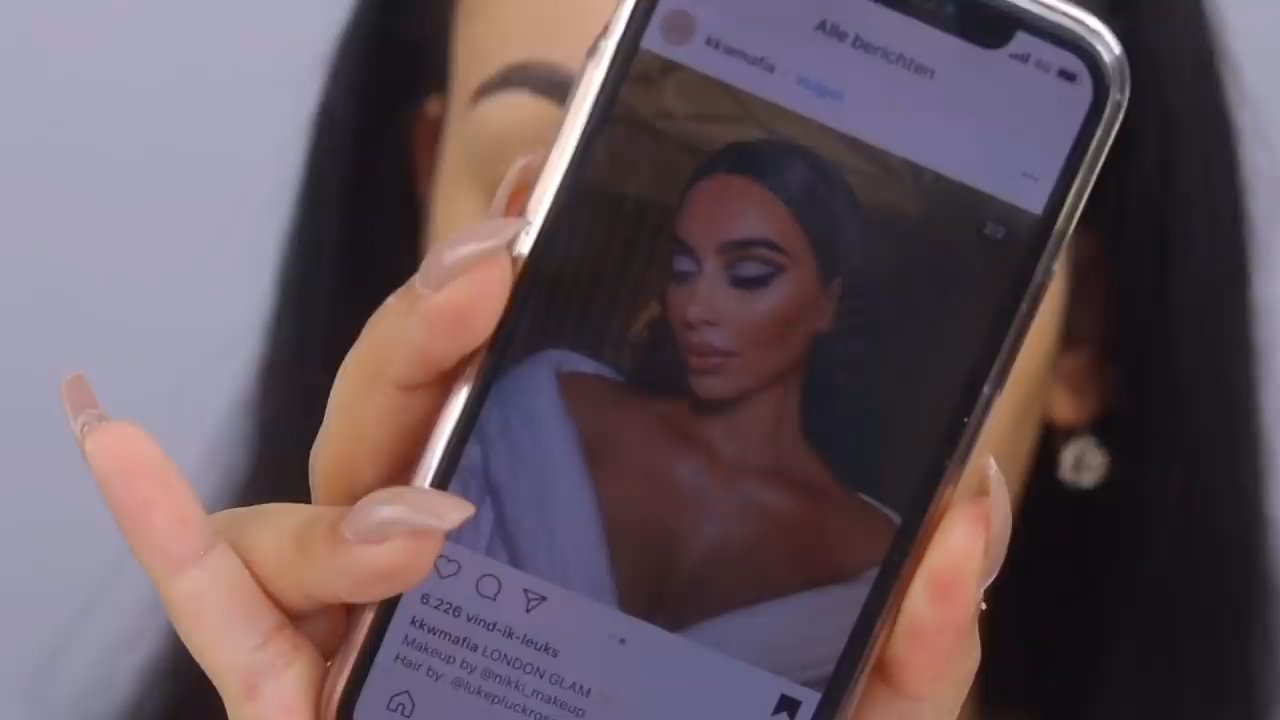 Alle berichten
4G
kkwmafia · Volgen
2/2
6.226 vind-ik-leuks
kkwmafia LONDON GLAM
Makeup by @nikki_makeup
Hair by: @lukepluckros